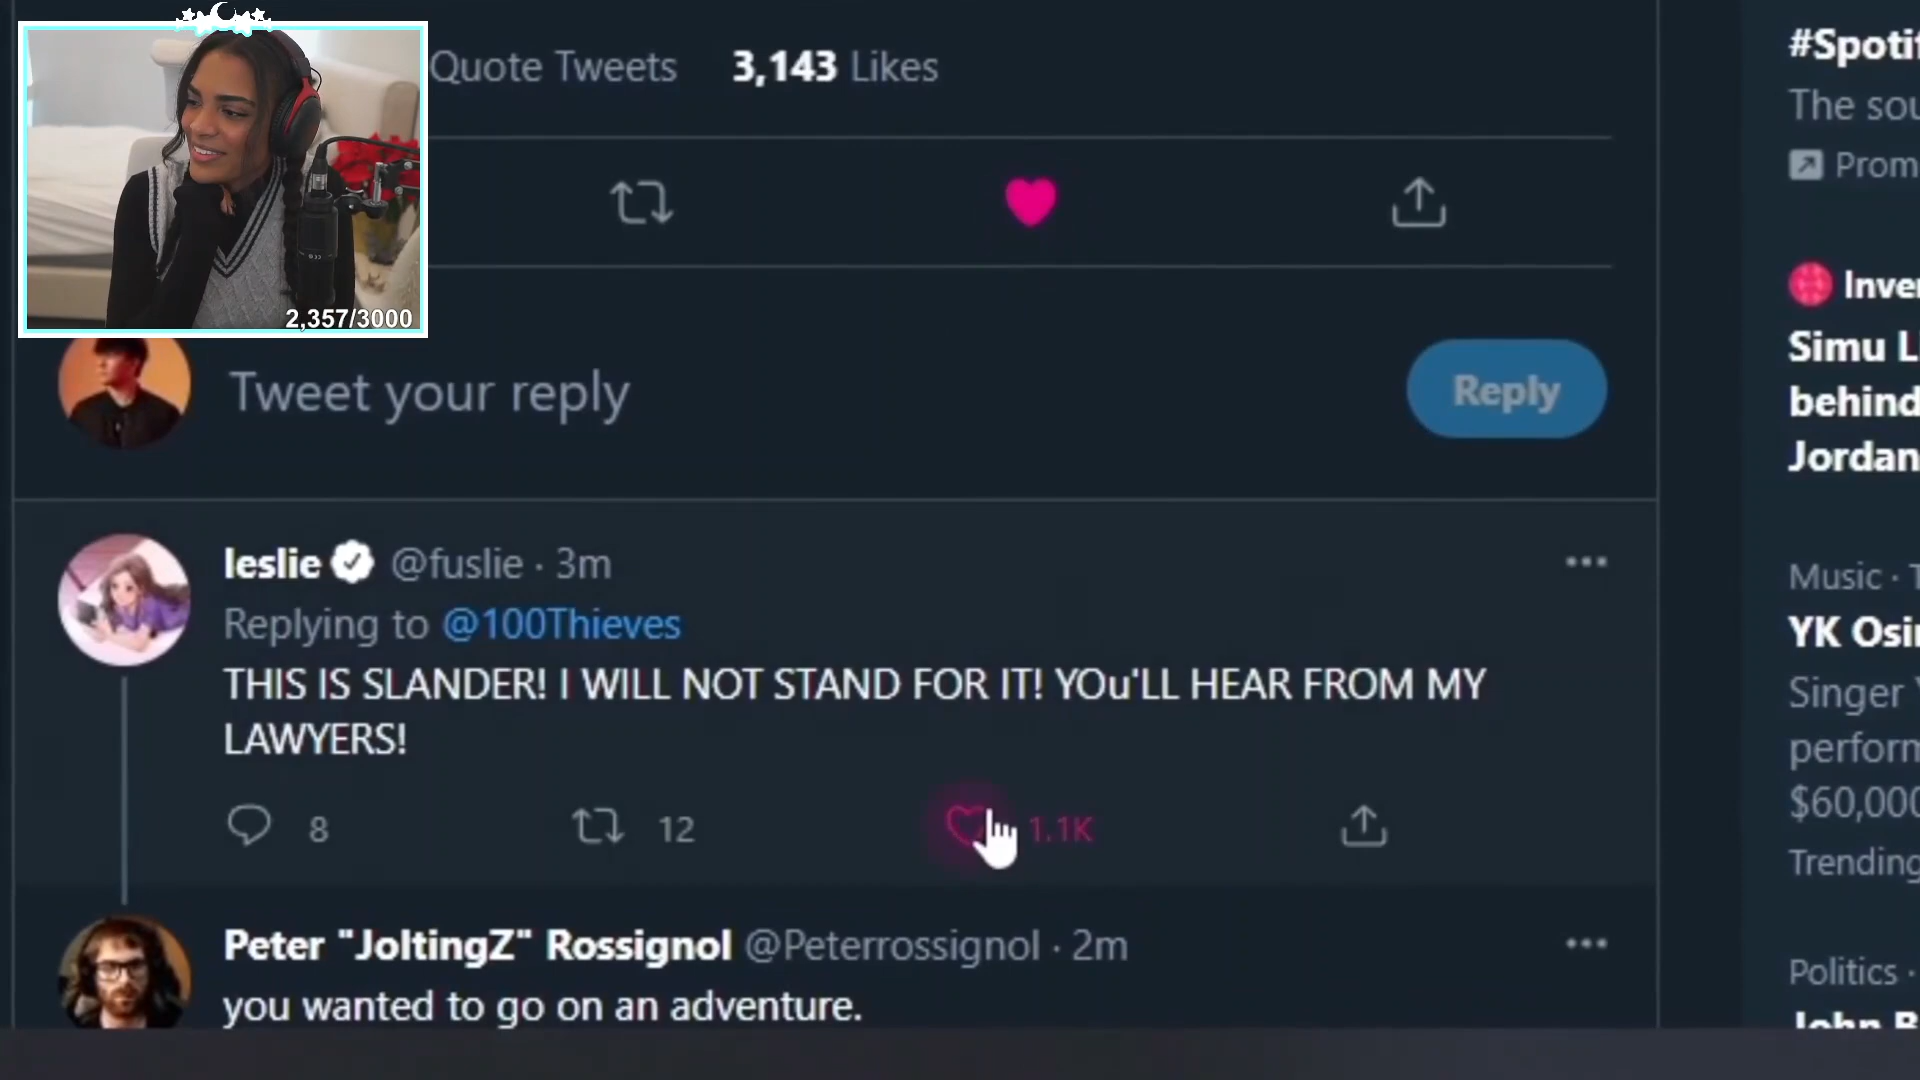 Quote Tweets 3,143 Likes
2,357/3000
Tweet your reply
Reply
leslie @fuslie · 3m
Replying to @100Thieves
THIS IS SLANDER! I WILL NOT STAND FOR IT! YOu'LL HEAR FROM MY
LAWYERS!
8 12 1.1K
Peter "JoltingZ" Rossignol @Peterrossignol · 2m
you wanted to go on an adventure.
#Spotif
The sou
Prom
Inve
Simu L
behind
Jordan
Music · T
YK Osi
Singer Y
perform
$60,000
Trending
Politics ·
John B